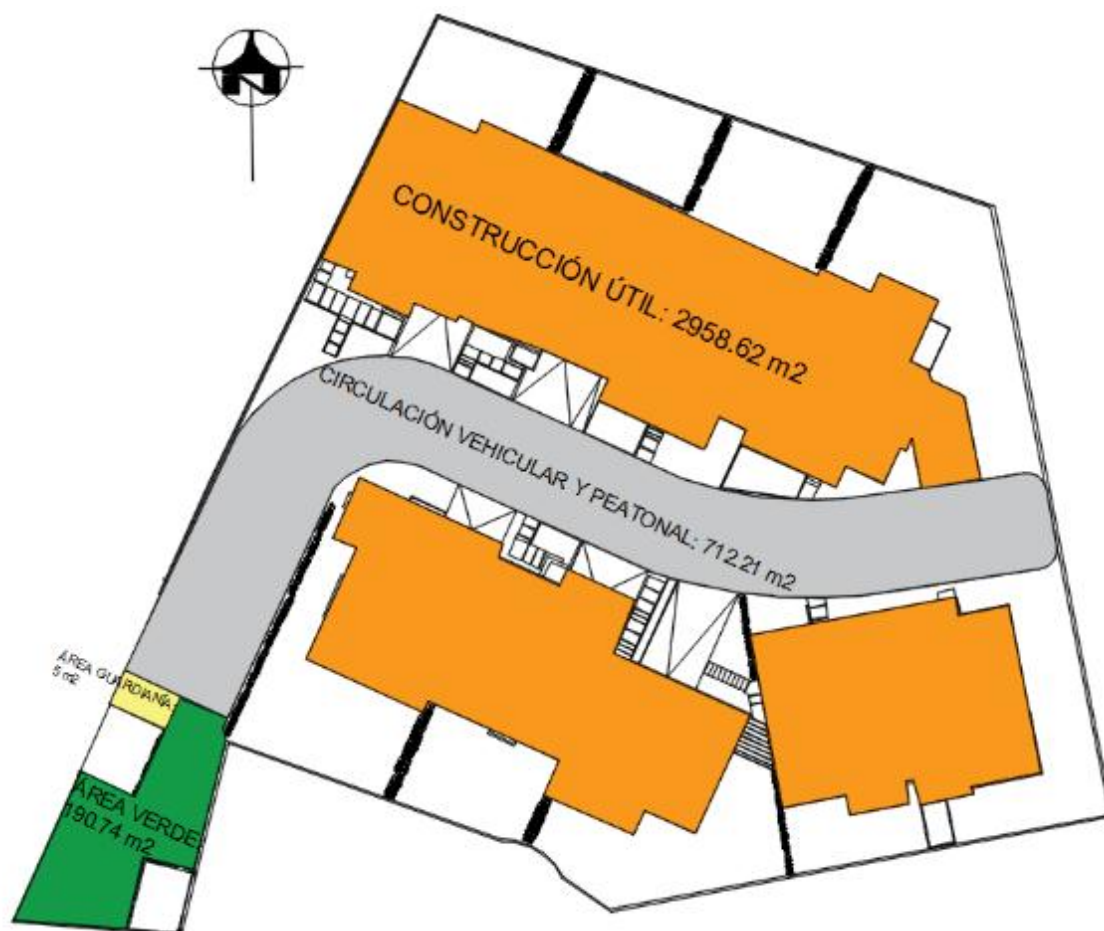 N
CONSTRUCCIÓN ÚTIL: 2958.62 m2
CIRCULACIÓN VEHICULAR Y PEATONAL: 712.21 m2
ÁREA GUARDIANÍA:
5 m2
ÁREA VERDE
190.74 m2